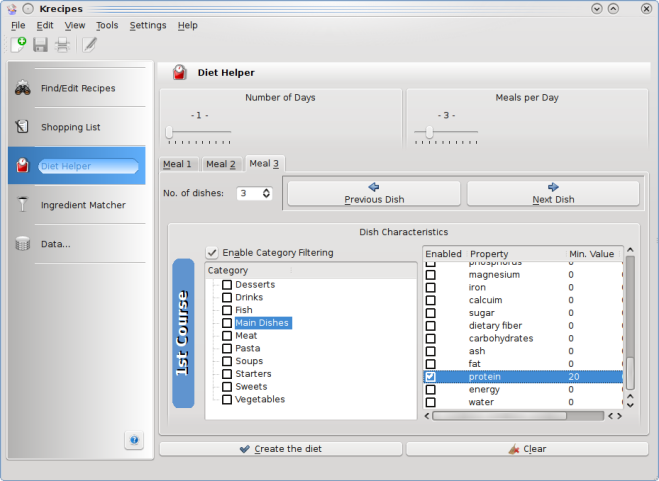 Krecipes
File Edit View Tools Settings Help
Find/Edit Recipes
Shopping List
Diet Helper
Ingredient Matcher
Data...
Diet Helper
Number of Days
- 1 -
Meals per Day
- 3 -
Meal 1 Meal 2 Meal 3
No. of dishes: 3
Previous Dish
Next Dish
Dish Characteristics
1st Course
Enable Category Filtering
Category
Desserts
Drinks
Fish
Main Dishes
Meat
Pasta
Soups
Starters
Sweets
Vegetables
Enabled Property Min. Value
phosphorus 0
magnesium 0
iron 0
calcuim 0
sugar 0
dietary fiber 0
carbohydrates 0
ash 0
fat 0
protein 20
energy 0
water 0
Create the diet
Clear